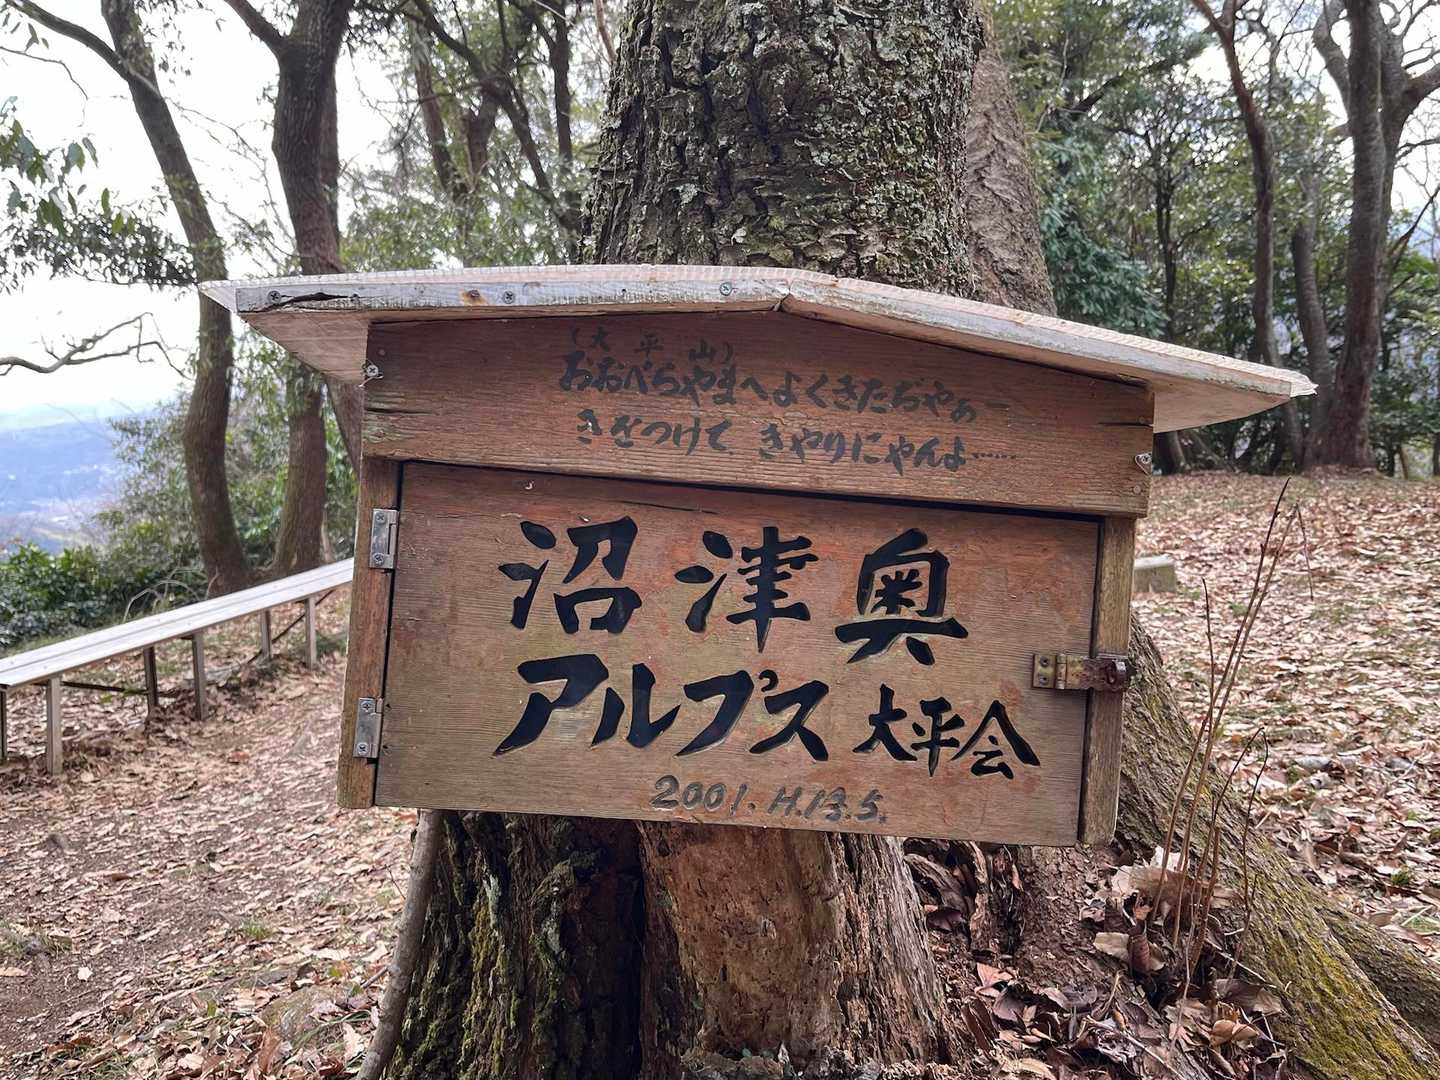 (大平山)
おおべらやまへよくきたぢやぁ
きをつけて、きやりにやんよ……
沼津奥
アルプス 大平会
2001. H.13.5.